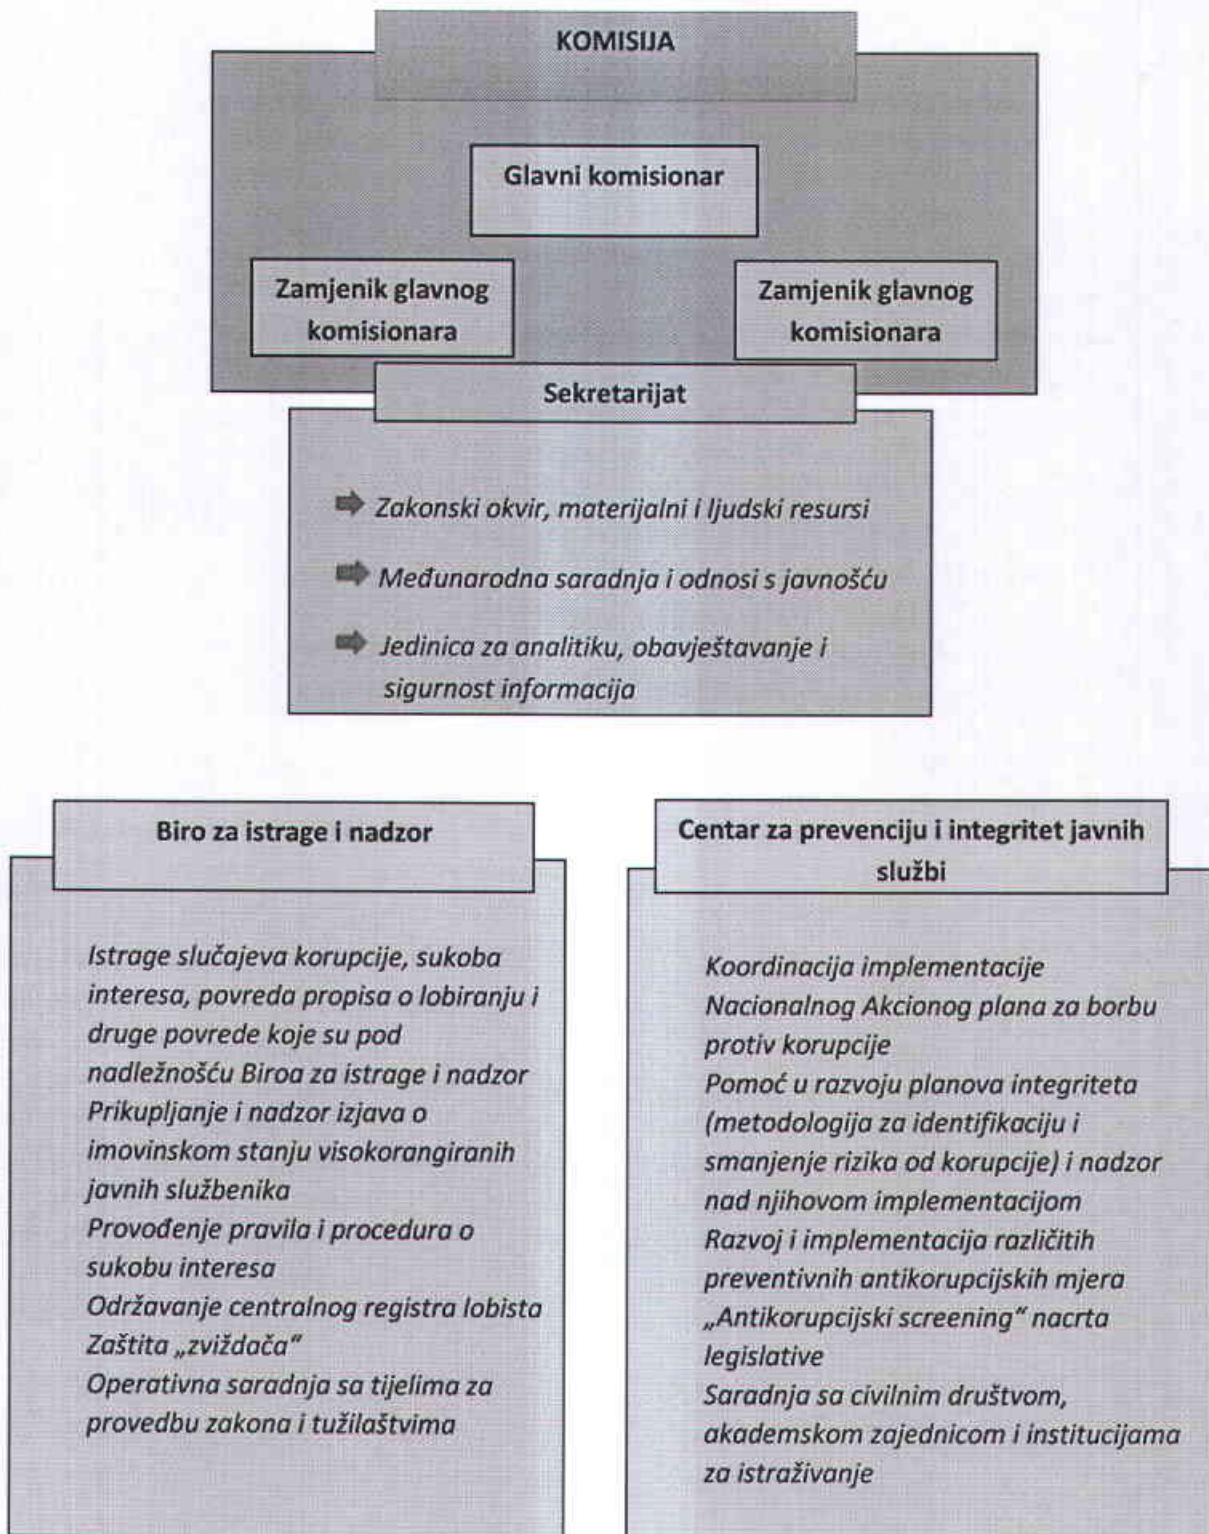 KOMISIJA
Glavni komisionar
Zamjenik glavnog
komisionara
Zamjenik glavnog
komisionara
Sekretarijat
Zakonski okvir, materijalni i ljudski resursi
Međunarodna saradnja i odnosi s javnošću
Jedinica za analitiku, obavještavanje i
sigurnost informacija
Biro za istrage i nadzor
Istrage slučajeva korupcije, sukoba
interesa, povreda propisa o lobiranju i
druge povrede koje su pod
nadležnošću Biroa za istrage i nadzor
Prikupljanje i nadzor izjava o
imovinskom stanju visokorangiranih
javnih službenika
Provođenje pravila i procedura o
sukobu interesa
Održavanje centralnog registra lobista
Zaštita „zviždača“
Operativna saradnja sa tijelima za
provedbu zakona i tužilaštvima
Centar za prevenciju i integritet javnih
službi
Koordinacija implementacije
Nacionalnog Akcionog plana za borbu
protiv korupcije
Pomoć u razvoju planova integriteta
(metodologija za identifikaciju i
smanjenje rizika od korupcije) i nadzor
nad njihovom implementacijom
Razvoj i implementacija različitih
preventivnih antikorupcijskih mjera
„Antikorupcijski screening“ nacrta
legislative
Saradnja sa civilnim društvom,
akademskom zajednicom i institucijama
za istraživanje